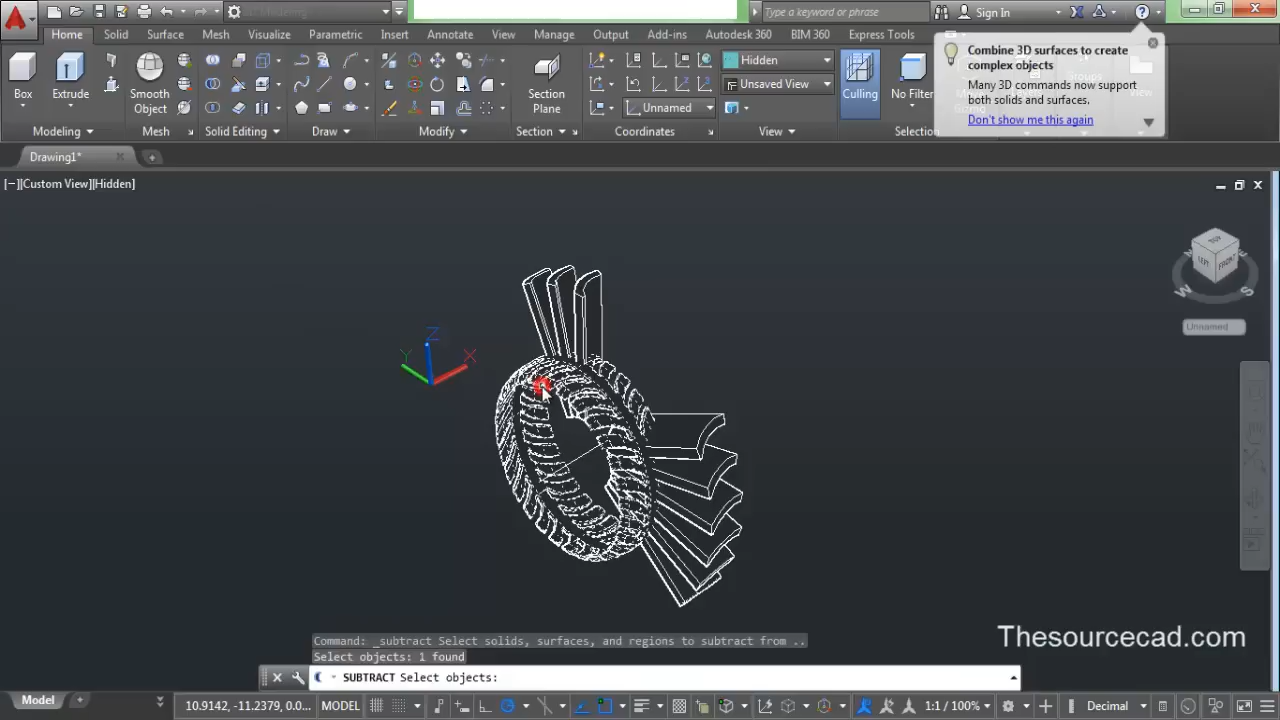 Type a keyword or phrase
Sign In
Home
Solid
Surface
Mesh
Visualize
Parametric
Insert
Annotate
View
Manage
Output
Add-ins
Autodesk 360
BIM 360
Express Tools
Box
Extrude
Smooth
Object
Section
Plane
Hidden
Unsaved View
Unnamed
Culling
No Filter
Modeling
Mesh
Solid Editing
Draw
Modify
Section
Coordinates
View
Selection
Combine 3D surfaces to create
complex objects
Many 3D commands now support
both solids and surfaces.
Don't show me this again
Drawing1*
[−][Custom View][Hidden]
TOP
LEFT
FRONT
W
S
Unnamed
Z
Y
X
Command: _subtract Select solids, surfaces, and regions to subtract from ..
Select objects: 1 found
SUBTRACT Select objects:
Thesourcecad.com
Model
10.9142, -11.2379, 0.0...
MODEL
1:1 / 100%
Decimal